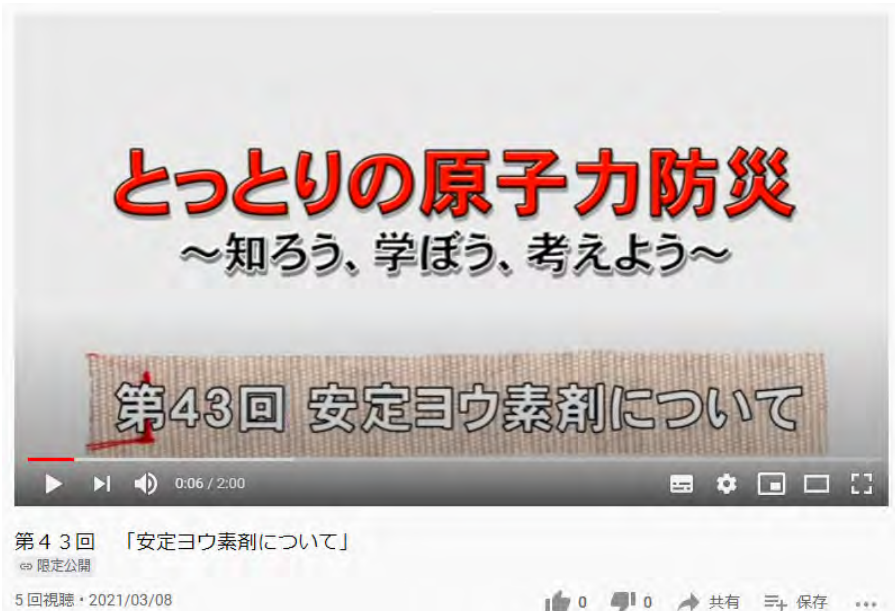 とっとりの原子力防災
～知ろう、学ぼう、考えよう～
第43回 安定ヨウ素剤について
0:06 / 2:00
第４３回　「安定ヨウ素剤について」
限定公開
5 回視聴・2021/03/08
0 0 共有 保存